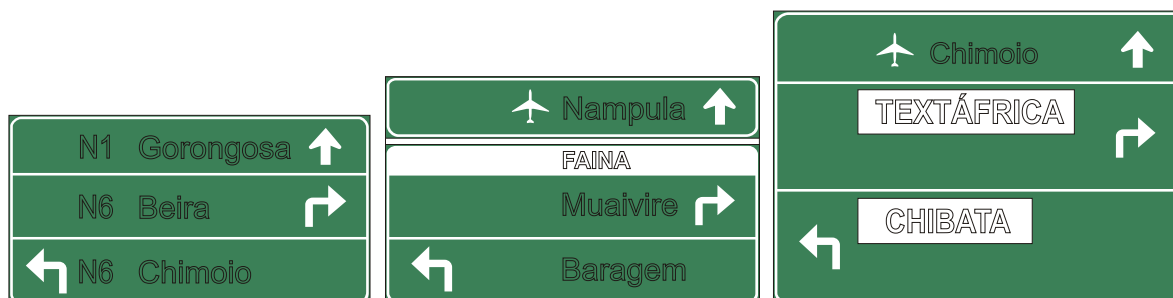 N1 Gorongosa
N6 Beira
N6 Chimoio
Nampula
FAINA
Muaivire
Baragem
Chimoio
TEXTÁFRICA
CHIBATA